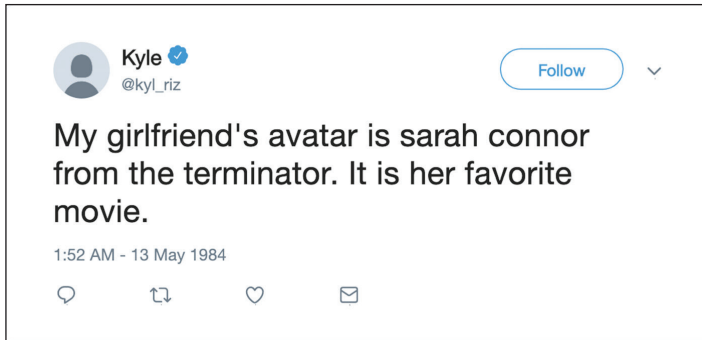 Kyle
@kyl_riz
Follow
My girlfriend's avatar is sarah connor
from the terminator. It is her favorite
movie.
1:52 AM - 13 May 1984